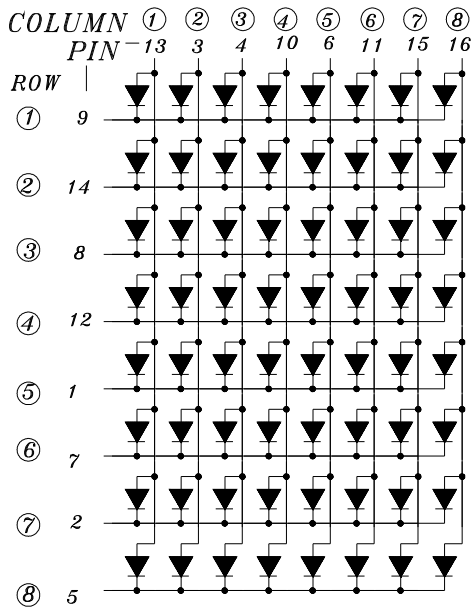 COLUMN ① ② ③ ④ ⑤ ⑥ ⑦ ⑧
PIN 13 3 4 10 6 11 15 16
ROW
① 9
② 14
③ 8
④ 12
⑤ 1
⑥ 7
⑦ 2
⑧ 5